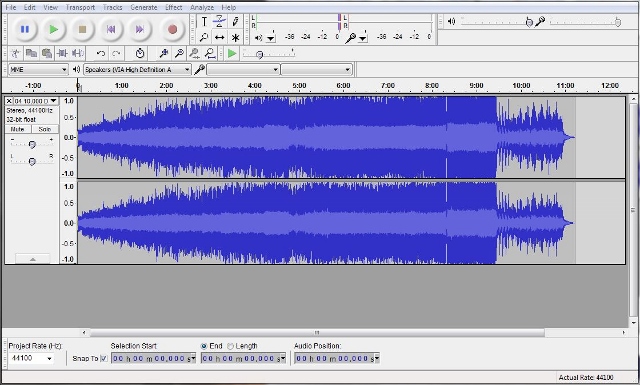 File Edit View Transport Tracks Generate Effect Analyze Help
L
R
-36 -24 -12 0
L
R
-36 -24 -12 0
MME
Speakers (VIA High Definition A
-1:00 0 1:00 2:00 3:00 4:00 5:00 6:00 7:00 8:00 9:00 10:00 11:00 12:00
04 10,000 D
Stereo, 44100Hz
32-bit float
Mute Solo
- +
L R
1.0
0.5
0.0
-0.5
-1.0
1.0
0.5
0.0
-0.5
-1.0
Project Rate (Hz):
44100
Snap To
Selection Start:
00 h 00 m 00,000 s
End
Length
00 h 00 m 00,000 s
Audio Position:
00 h 00 m 00,000 s
Actual Rate: 44100